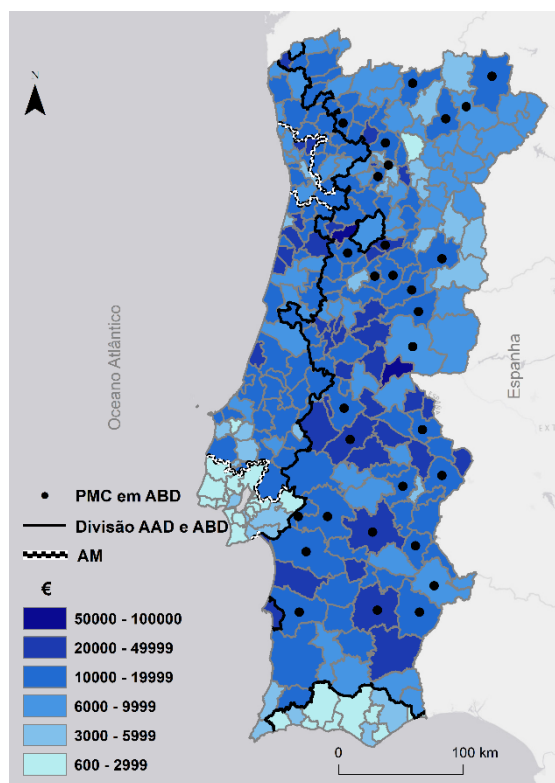 N
Oceano Atlântico
Espanha
PMC em ABD
Divisão AAD e ABD
AM
€
50000 - 100000
20000 - 49999
10000 - 19999
6000 - 9999
3000 - 5999
600 - 2999
0 100 km